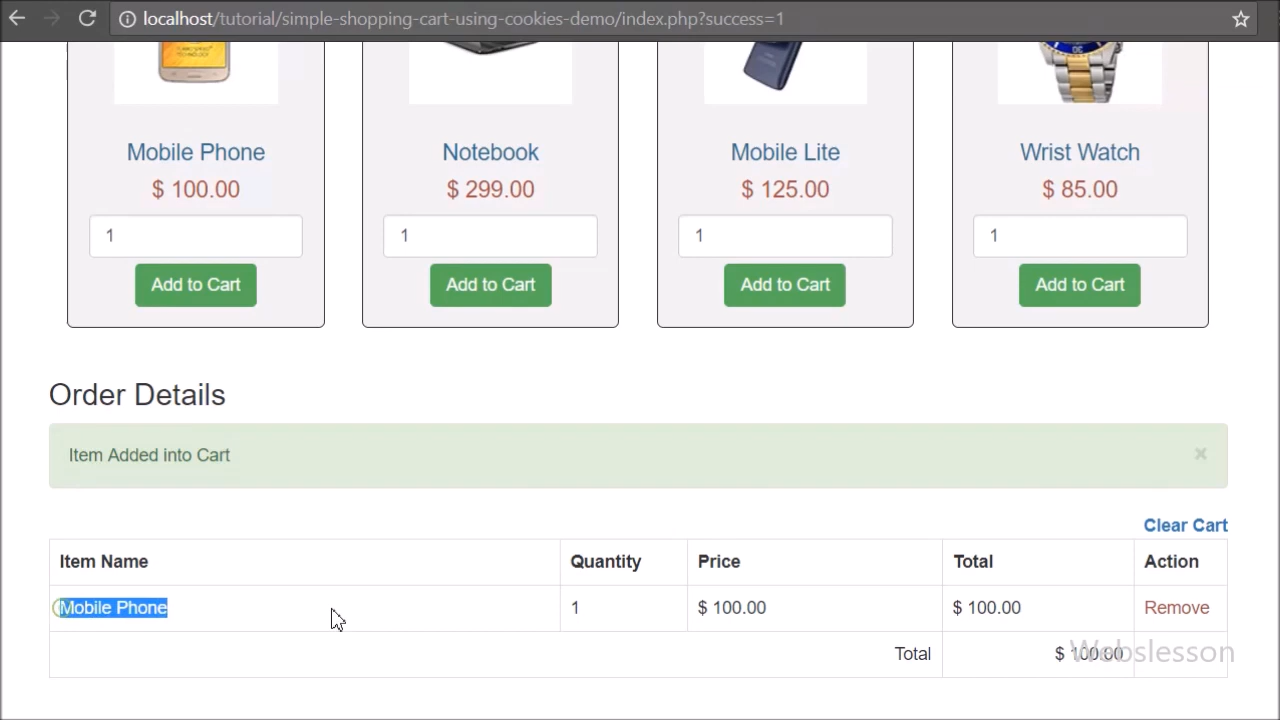 localhost/tutorial/simple-shopping-cart-using-cookies-demo/index.php?success=1
Mobile Phone
$ 100.00
1
Add to Cart
Notebook
$ 299.00
1
Add to Cart
Mobile Lite
$ 125.00
1
Add to Cart
Wrist Watch
$ 85.00
1
Add to Cart
Order Details
Item Added into Cart ×
Clear Cart
Item Name Quantity Price Total Action
Mobile Phone 1 $ 100.00 $ 100.00 Remove
Total $ 100.00
Webslesson